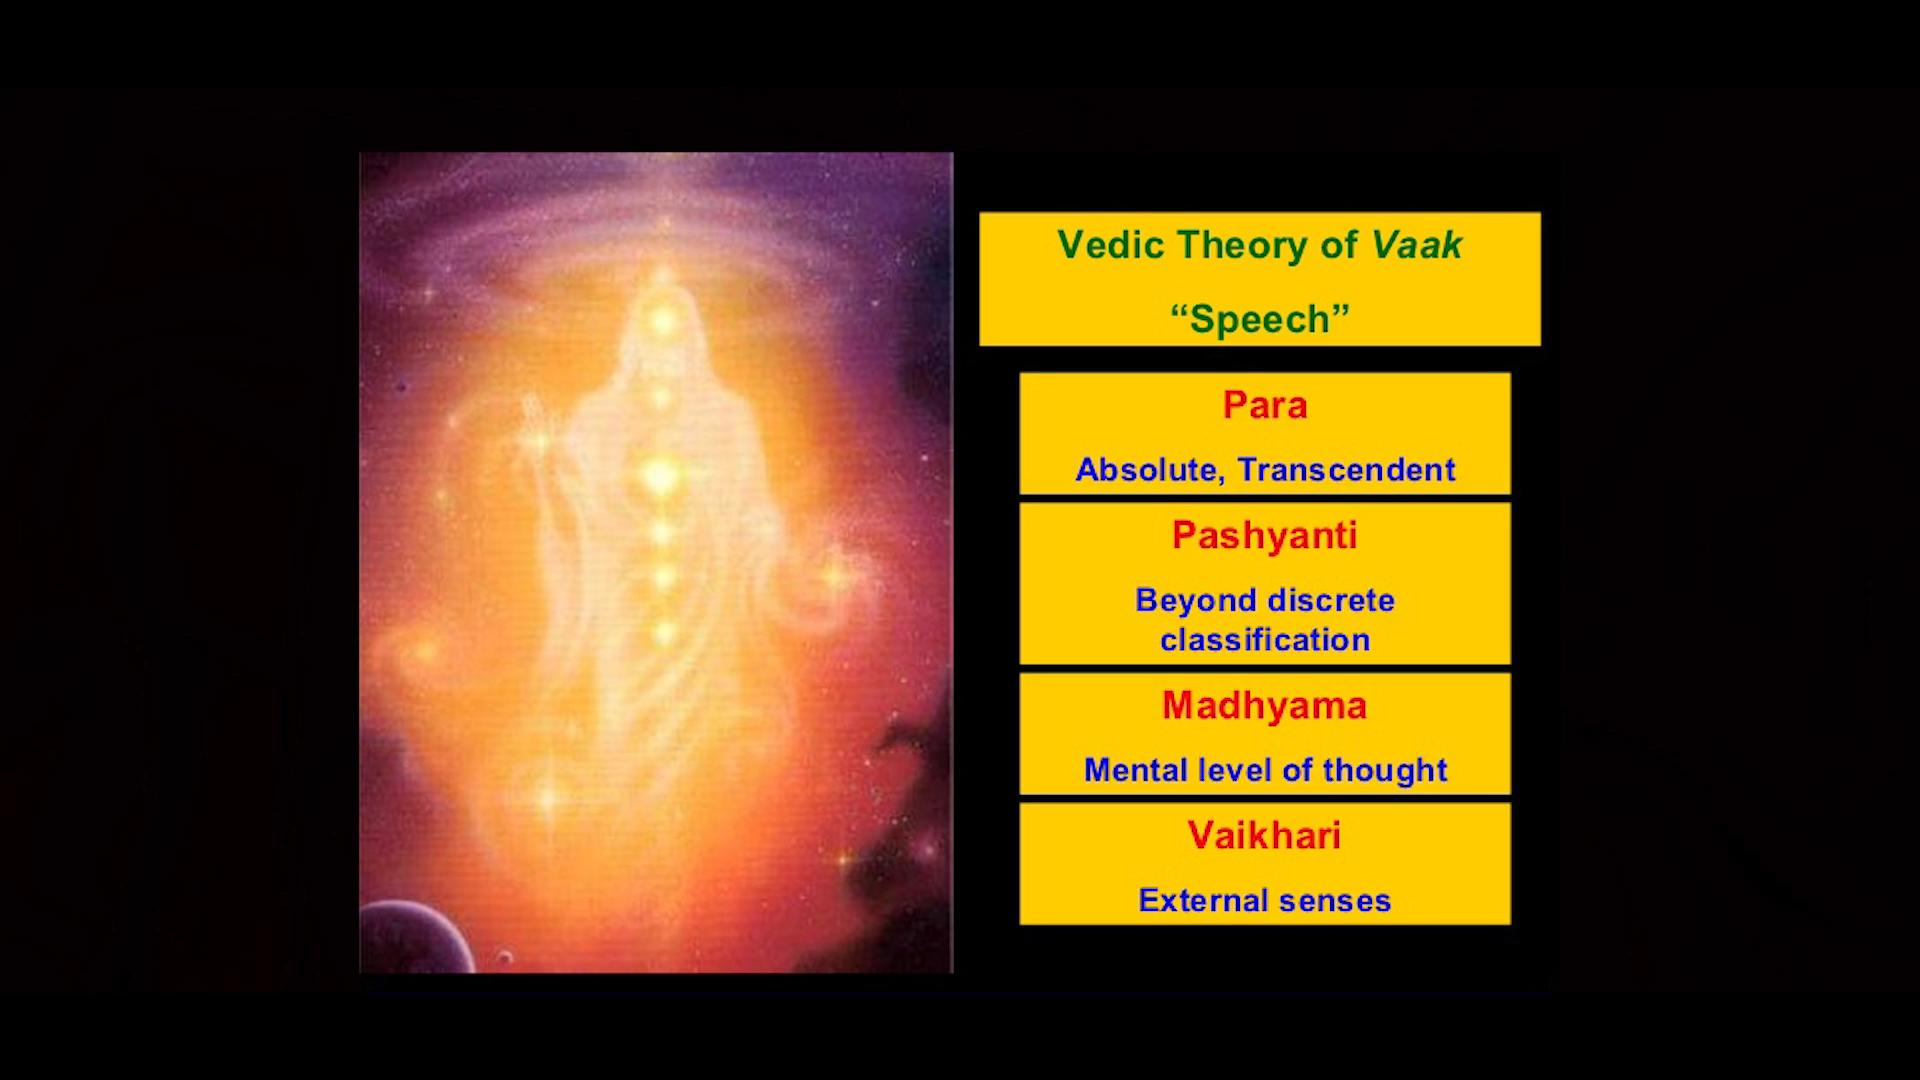 Vedic Theory of Vaak
“Speech”
Para
Absolute, Transcendent
Pashyanti
Beyond discrete
classification
Madhyama
Mental level of thought
Vaikhari
External senses